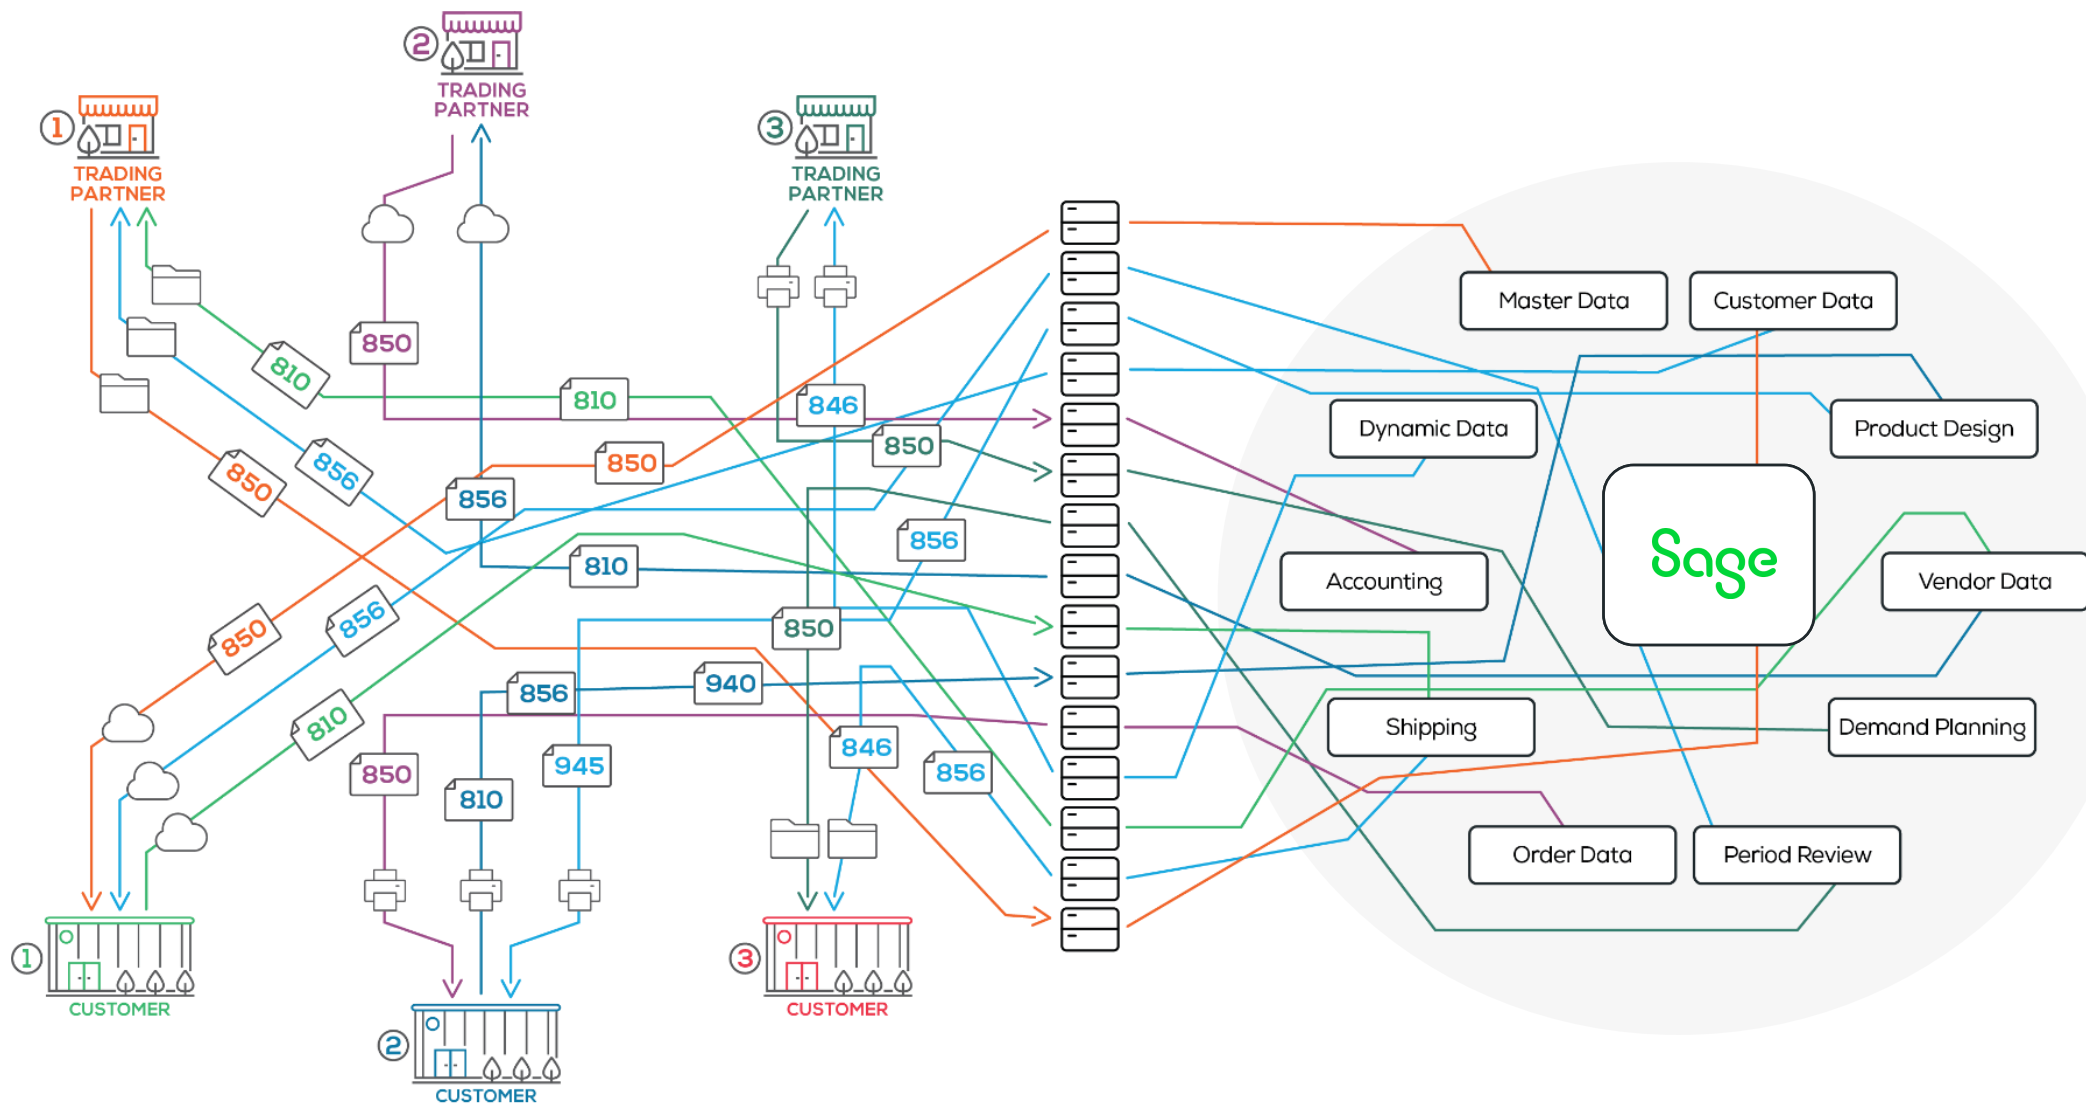 2
TRADING
PARTNER
1
TRADING
PARTNER
3
TRADING
PARTNER
Master Data
Customer Data
850
810
810
846
Dynamic Data
Product Design
850
850
856
850
856
856
810
Sage
Accounting
Vendor Data
850
856
810
850
856
940
Shipping
Demand Planning
850
810
945
846
856
Order Data
Period Review
1
CUSTOMER
3
CUSTOMER
2
CUSTOMER